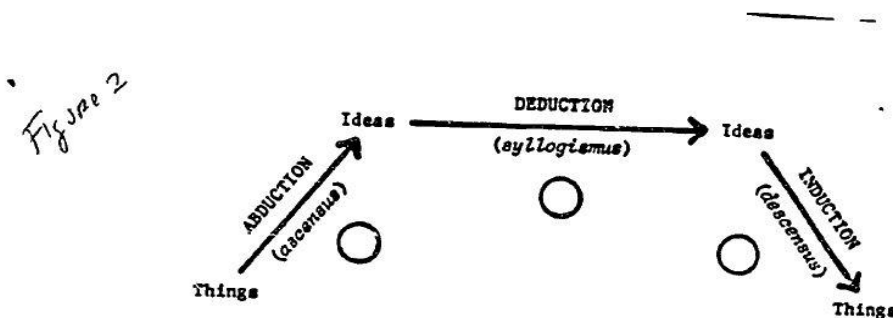 Figure 2
DEDUCTION
Ideas
Ideas
(syllogismus)
ABDUCTION
(ascensus)
INDUCTION
(descensus)
Things
Things